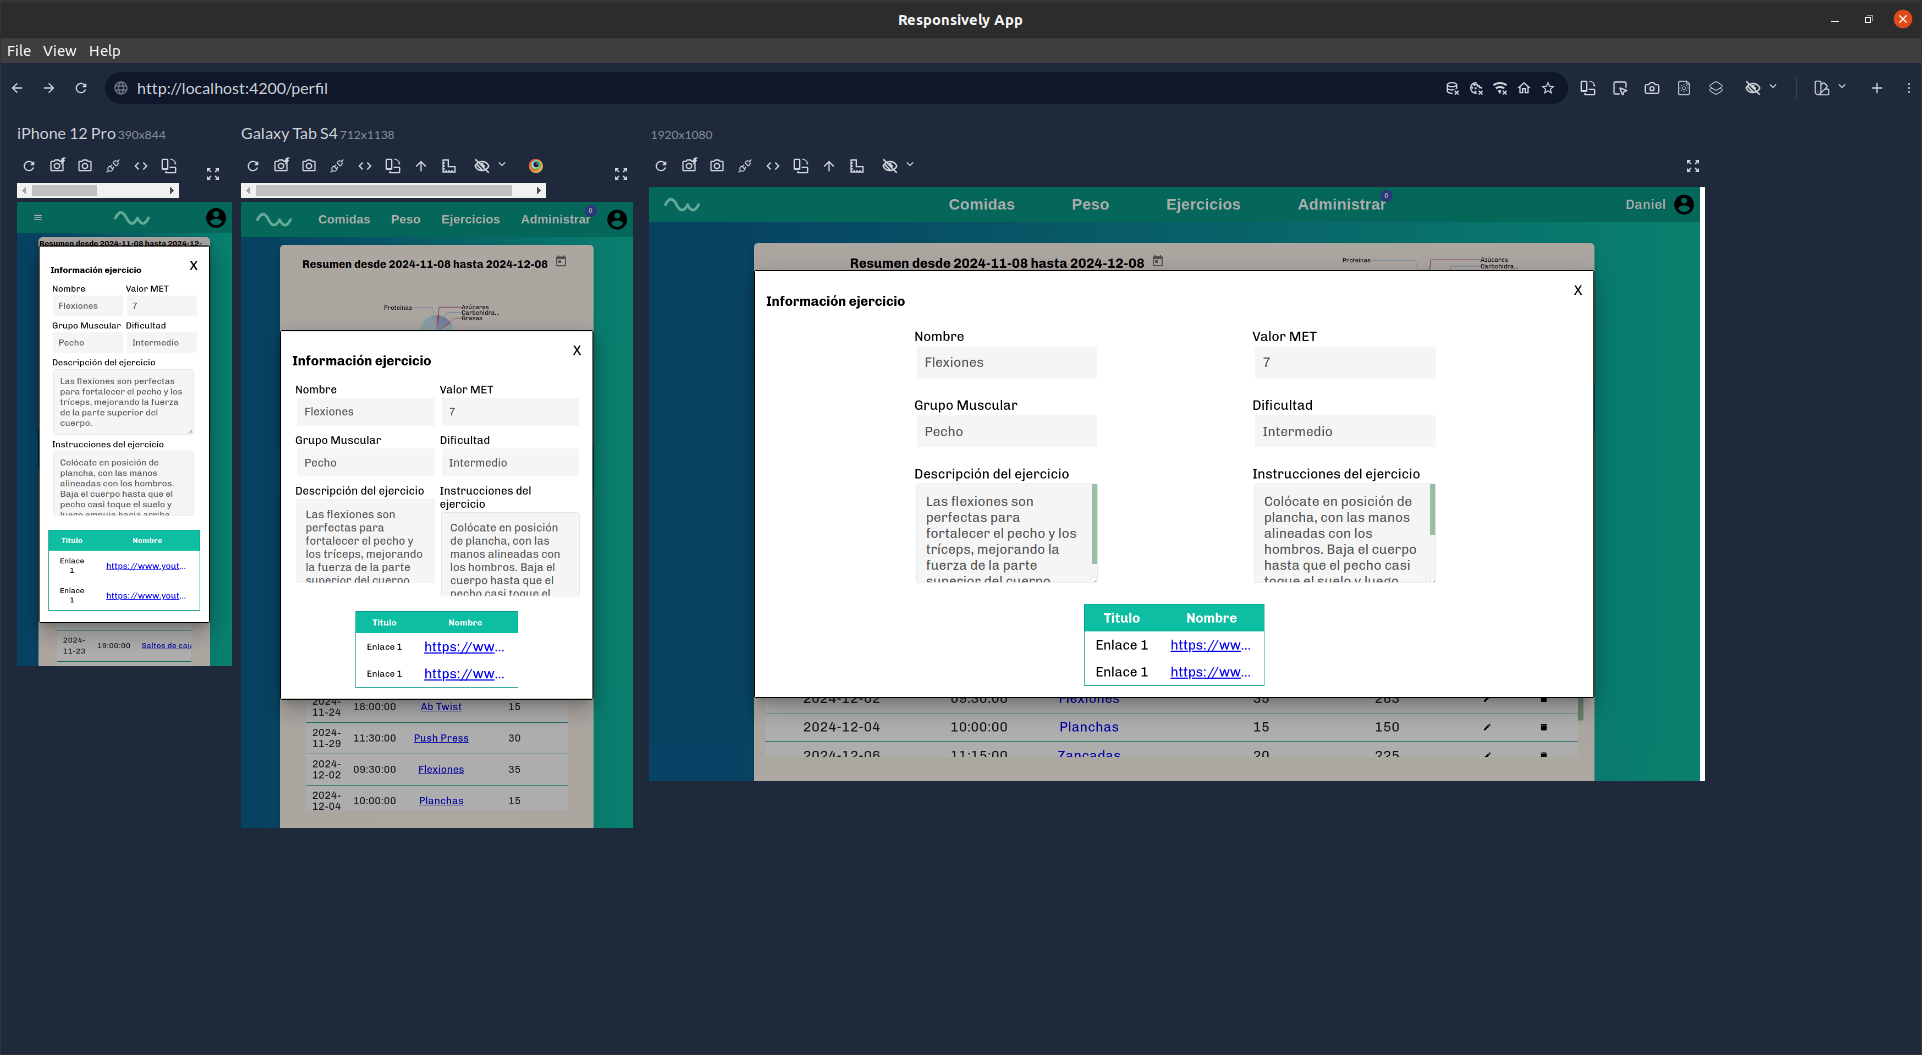 Responsively App
File View Help
http://localhost:4200/perfil
iPhone 12 Pro 390x844
Resumen desde 2024-11-08 hasta 2024-12-
Información ejercicio X
Nombre Valor MET
Flexiones 7
Grupo Muscular Dificultad
Pecho Intermedio
Descripción del ejercicio
Las flexiones son perfectas
para fortalecer el pecho y los
tríceps, mejorando la fuerza
de la parte superior del
cuerpo.
Instrucciones del ejercicio
Colócate en posición de
plancha, con las manos
alineadas con los hombros.
Baja el cuerpo hasta que el
pecho casi toque el suelo y
luego empuja hacia arriba
Titulo Nombre
Enlace
1
https://www.yout...
Enlace
1
https://www.yout...
2024-
11-23
19:00:00 Saltos de caja
Galaxy Tab S4 712x1138
Comidas Peso Ejercicios Administrar 0
Resumen desde 2024-11-08 hasta 2024-12-08
Proteinas
Azúcares
Carbohidra...
Grasas
Información ejercicio X
Nombre Valor MET
Flexiones 7
Grupo Muscular Dificultad
Pecho Intermedio
Descripción del ejercicio
Las flexiones son
perfectas para
fortalecer el pecho y
los tríceps, mejorando
la fuerza de la parte
superior del cuerpo
Instrucciones del
ejercicio
Colócate en posición
de plancha, con las
manos alineadas con
los hombros. Baja el
cuerpo hasta que el
pecho casi toque el
Titulo Nombre
Enlace 1 https://ww...
Enlace 1 https://ww...
2024-
11-24
18:00:00 Ab Twist 15
2024-
11-29
11:30:00 Push Press 30
2024-
12-02
09:30:00 Flexiones 35
2024-
12-04
10:00:00 Planchas 15
1920x1080
Comidas Peso Ejercicios Administrar 0 Daniel
Resumen desde 2024-11-08 hasta 2024-12-08
Proteinas
Azúcares
Carbohidra...
Información ejercicio X
Nombre Valor MET
Flexiones 7
Grupo Muscular Dificultad
Pecho Intermedio
Descripción del ejercicio
Las flexiones son
perfectas para
fortalecer el pecho y los
tríceps, mejorando la
fuerza de la parte
superior del cuerpo
Instrucciones del ejercicio
Colócate en posición de
plancha, con las manos
alineadas con los
hombros. Baja el cuerpo
hasta que el pecho casi
toque el suelo y luego
Titulo Nombre
Enlace 1 https://ww...
Enlace 1 https://ww...
2024-12-02 09:30:00 Flexiones 35 263
2024-12-04 10:00:00 Planchas 15 150
2024-12-06 11:15:00 Zancadas 20 225